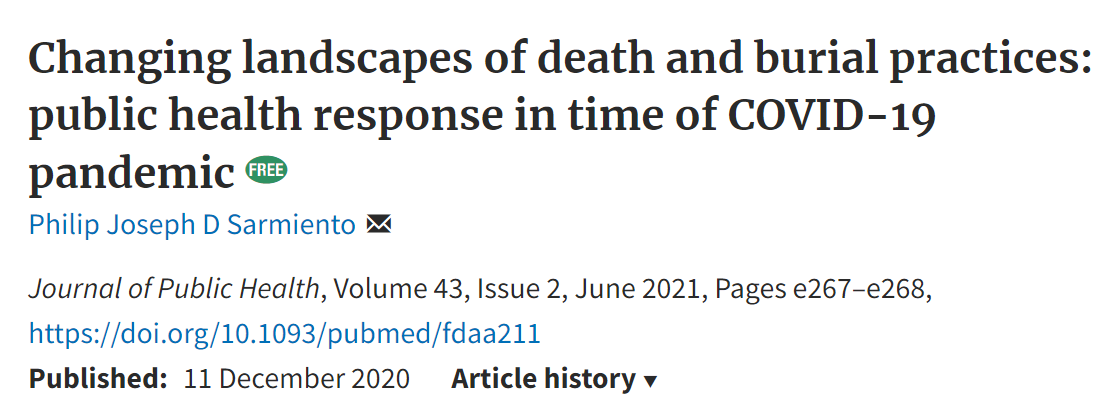 Changing landscapes of death and burial practices:
public health response in time of COVID-19
pandemic FREE
Philip Joseph D Sarmiento
Journal of Public Health, Volume 43, Issue 2, June 2021, Pages e267–e268,
https://doi.org/10.1093/pubmed/fdaa211
Published: 11 December 2020 Article history ▼